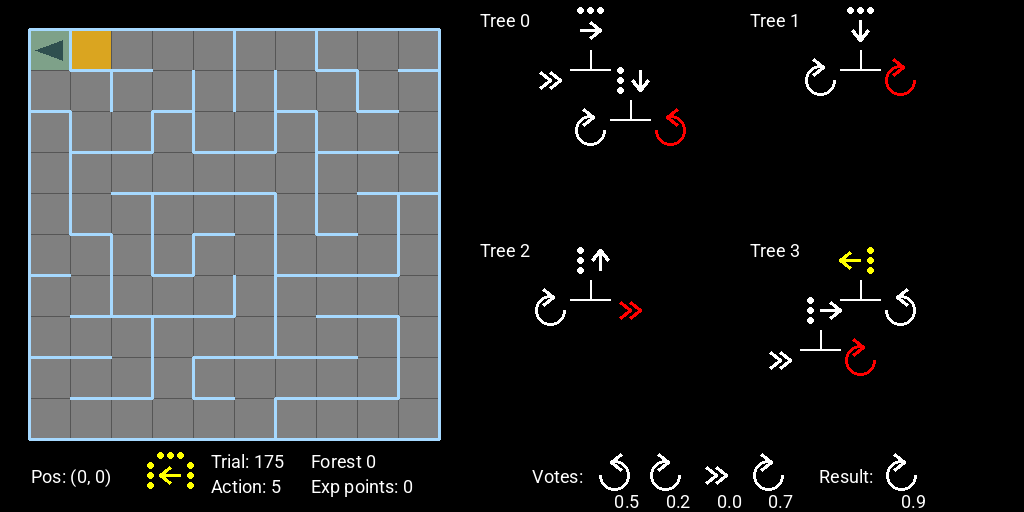 Tree 0
Tree 1
Tree 2
Tree 3
Pos: (0, 0)
Trial: 175
Forest 0
Action: 5
Exp points: 0
Votes:
0.5
0.2
0.0
0.7
Result:
0.9